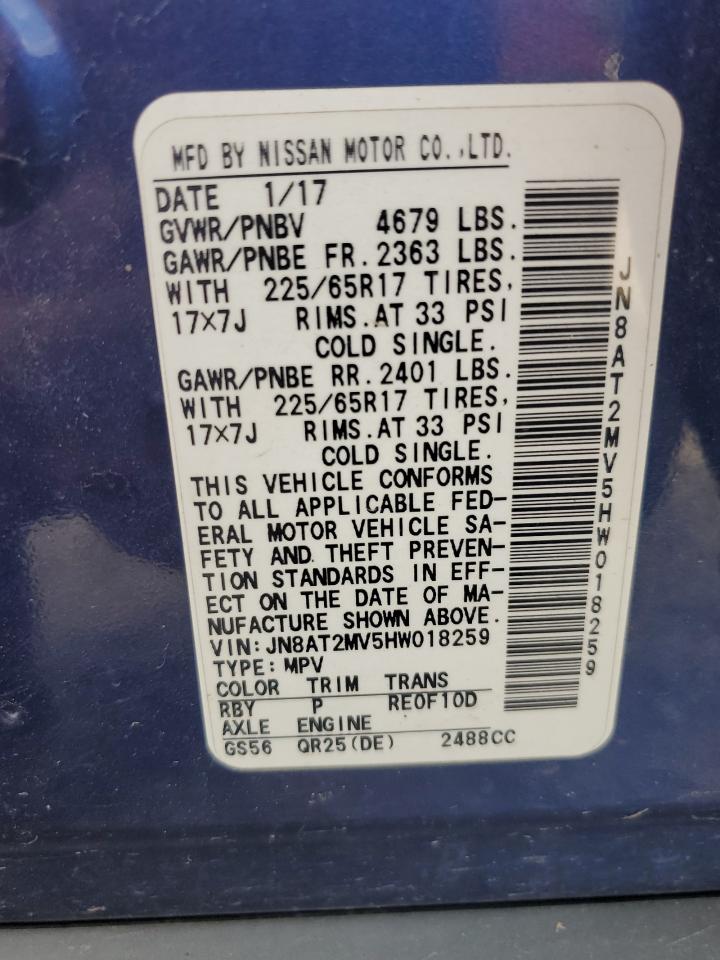 MFD BY NISSAN MOTOR CO.,LTD.
DATE 1/17
GVWR/PNBV 4679 LBS.
GAWR/PNBE FR.2363 LBS.
WITH 225/65R17 TIRES,
17×7J RIMS.AT 33 PSI
COLD SINGLE.
GAWR/PNBE RR.2401 LBS.
WITH 225/65R17 TIRES,
17×7J RIMS.AT 33 PSI
COLD SINGLE.
THIS VEHICLE CONFORMS
TO ALL APPLICABLE FED-
ERAL MOTOR VEHICLE SA-
FETY AND THEFT PREVEN-
TION STANDARDS IN EFF-
ECT ON THE DATE OF MA-
NUFACTURE SHOWN ABOVE.
VIN:JN8AT2MV5HW018259
TYPE:MPV
COLOR TRIM TRANS
RBY P RE0F10D
AXLE ENGINE
GS56 QR25(DE) 2488CC
JN8AT2MV5HW018259